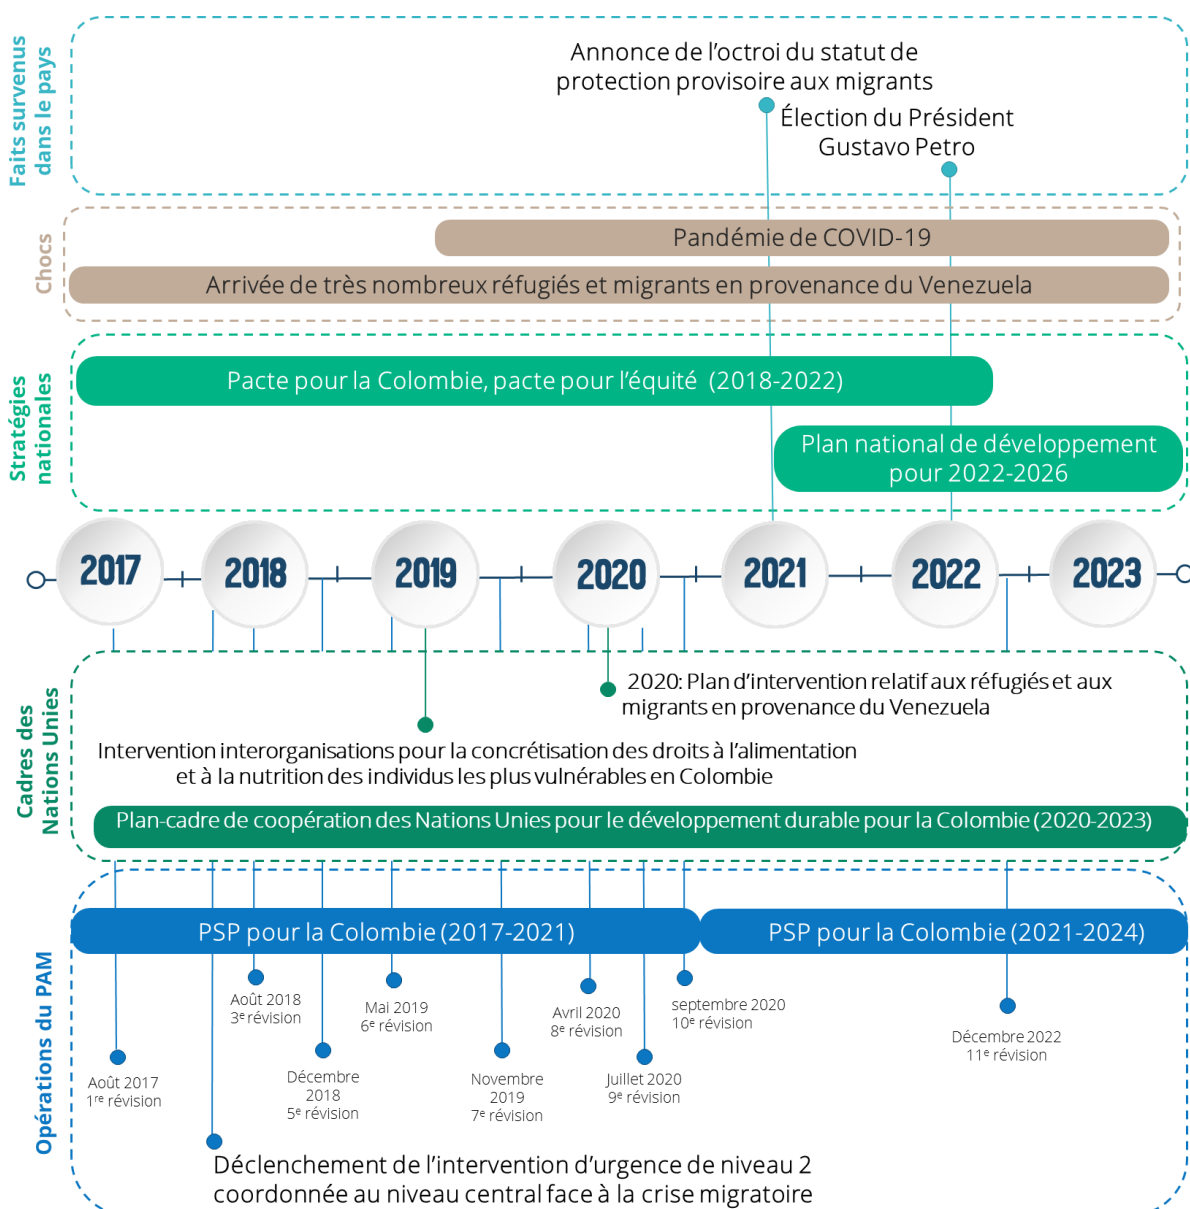 Faits survenus
dans le pays
Annonce de l’octroi du statut de
protection provisoire aux migrants
Élection du Président
Gustavo Petro
Chocs
Pandémie de COVID-19
Arrivée de très nombreux réfugiés et migrants en provenance du Venezuela
Stratégies
nationales
Pacte pour la Colombie, pacte pour l’équité (2018-2022)
Plan national de développement
pour 2022-2026
2017
2018
2019
2020
2021
2022
2023
Cadres des
Nations Unies
2020: Plan d’intervention relatif aux réfugiés et aux
migrants en provenance du Venezuela
Intervention interorganisations pour la concrétisation des droits à l’alimentation
et à la nutrition des individus les plus vulnérables en Colombie
Plan-cadre de coopération des Nations Unies pour le développement durable pour la Colombie (2020-2023)
Opérations du PAM
PSP pour la Colombie (2017-2021)
PSP pour la Colombie (2021-2024)
Août 2017
1re révision
Août 2018
3e révision
Décembre
2018
5e révision
Mai 2019
6e révision
Novembre
2019
7e révision
Avril 2020
8e révision
Juillet 2020
9e révision
septembre 2020
10e révision
Décembre 2022
11e révision
Déclenchement de l’intervention d’urgence de niveau 2
coordonnée au niveau central face à la crise migratoire